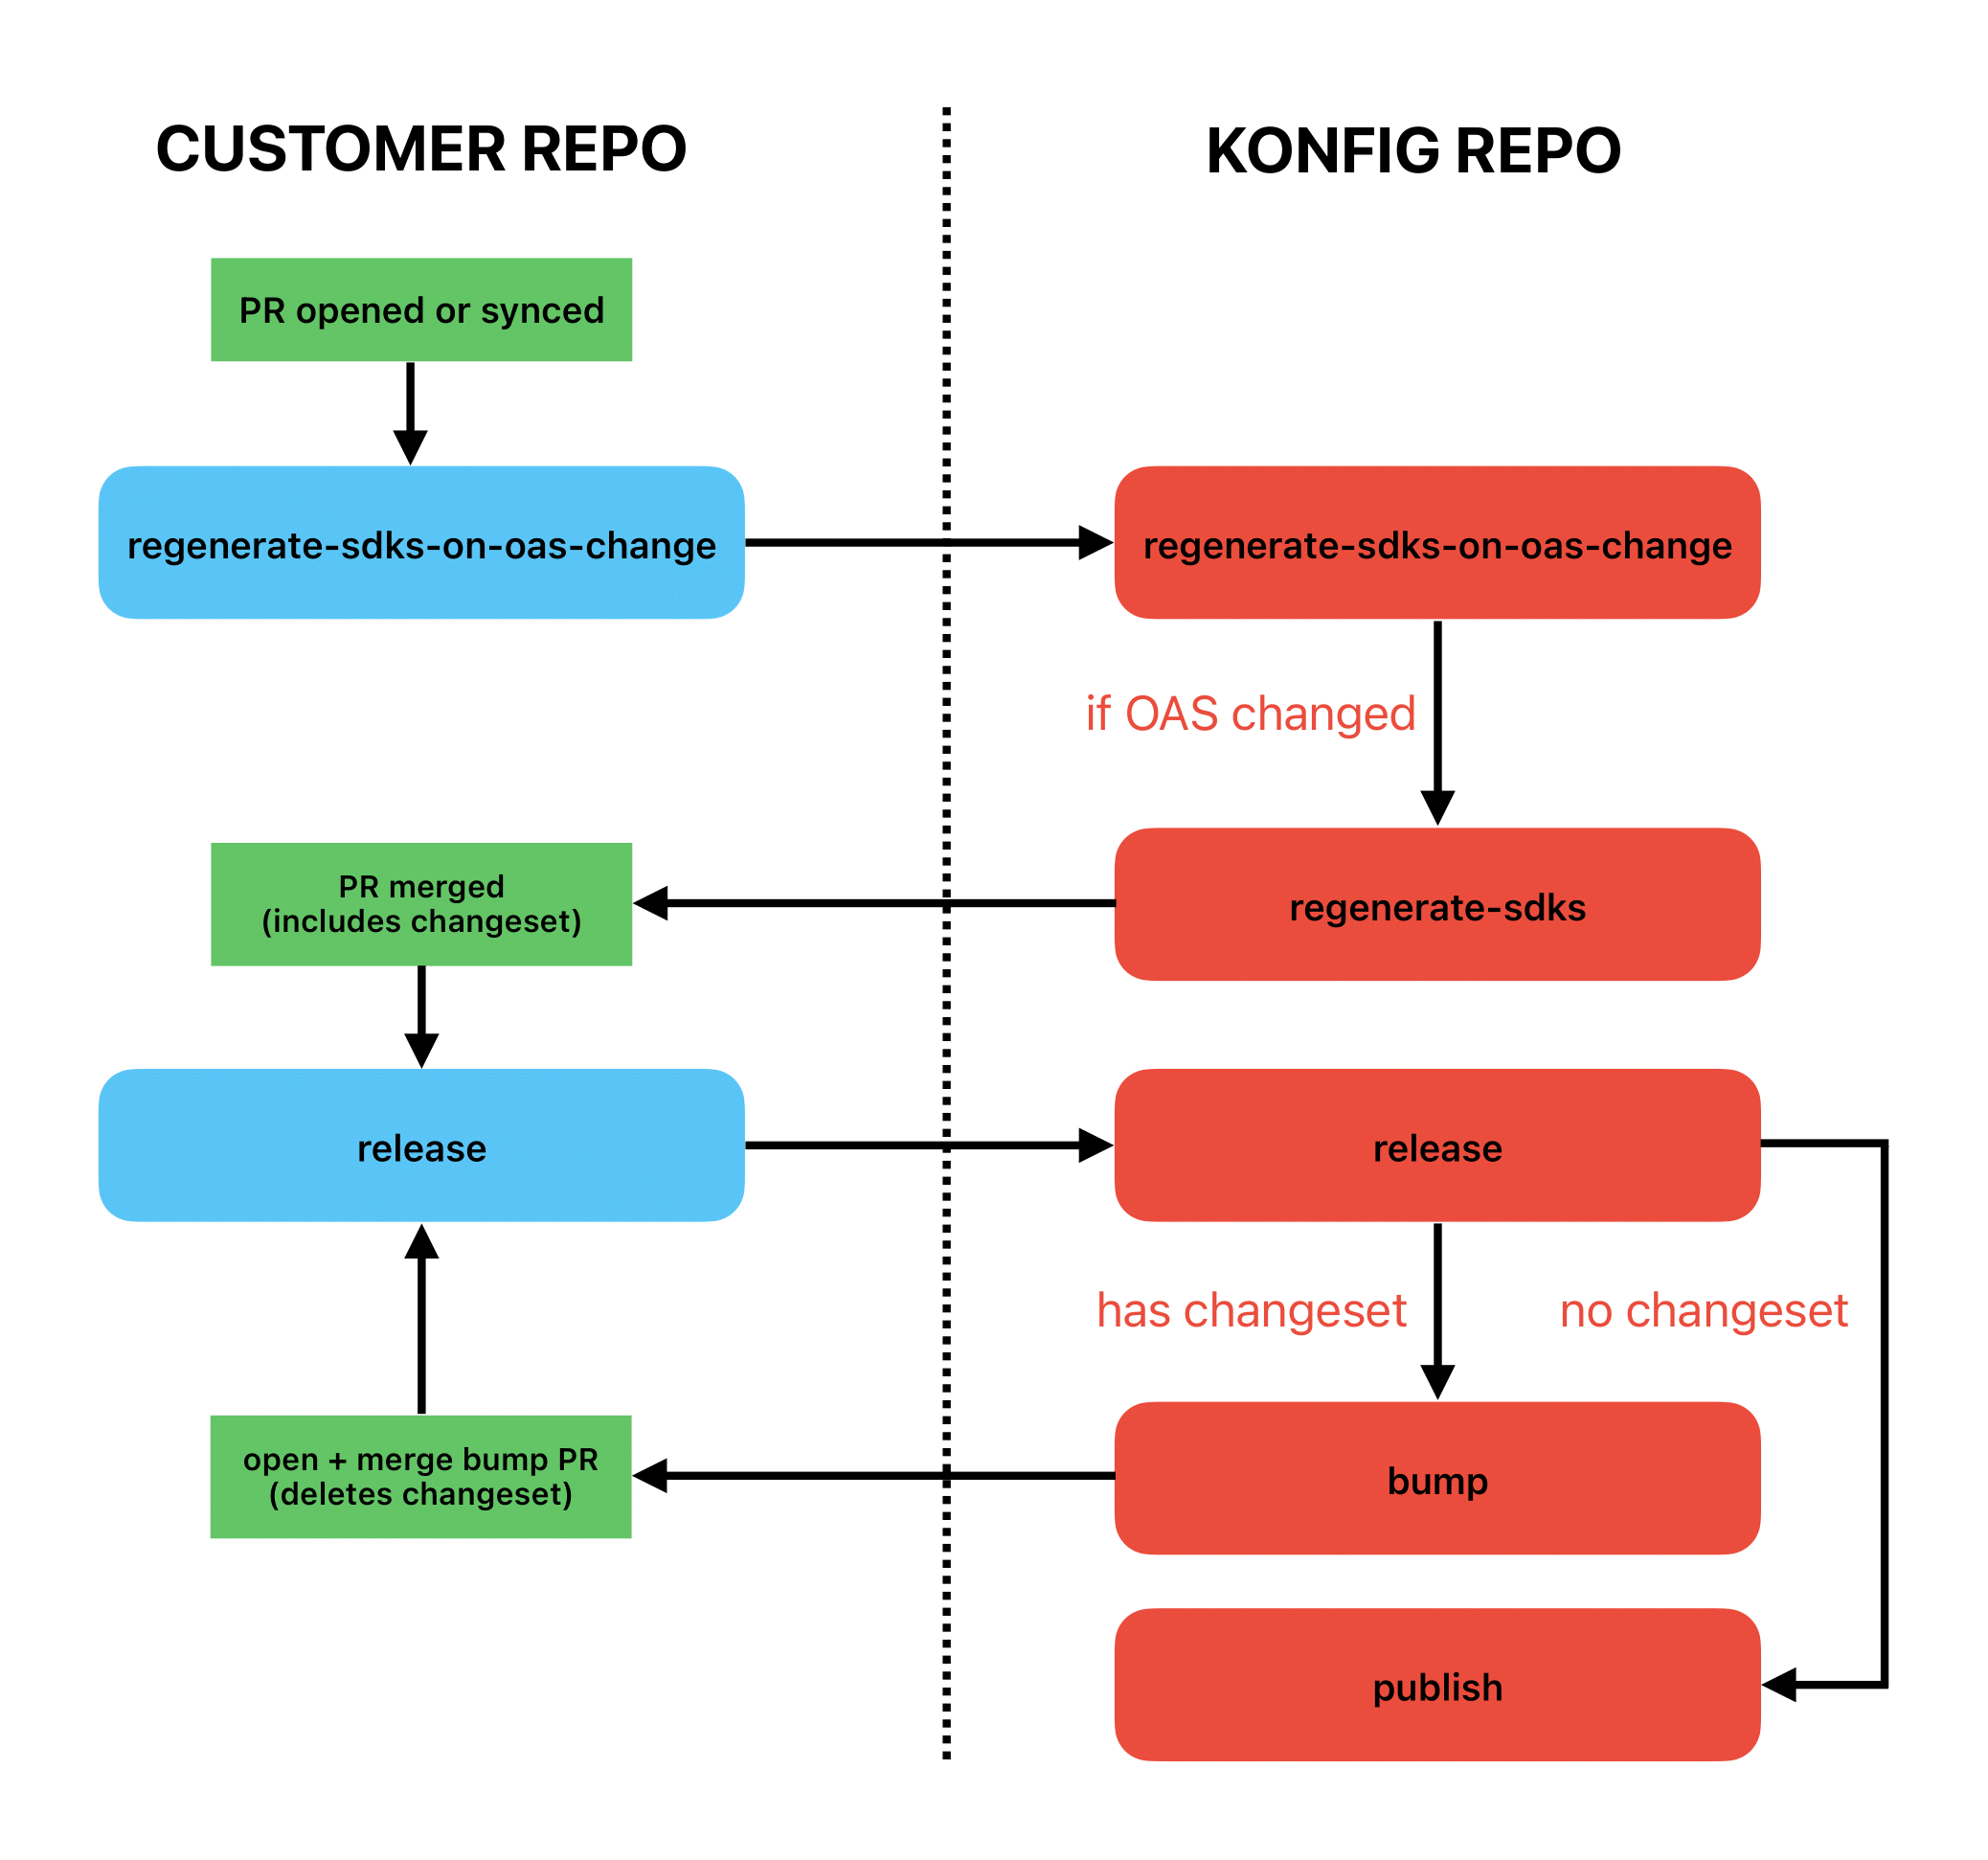 CUSTOMER REPO
KONFIG REPO
PR opened or synced
regenerate-sdks-on-oas-change
regenerate-sdks-on-oas-change
if OAS changed
PR merged
(includes changeset)
regenerate-sdks
release
release
has changeset
no changeset
open + merge bump PR
(deletes changeset)
bump
publish